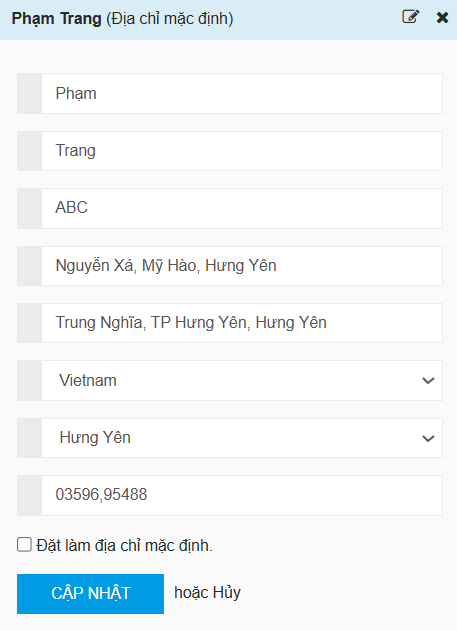 Phạm Trang (Địa chỉ mặc định)
Phạm
Trang
ABC
Nguyễn Xá, Mỹ Hào, Hưng Yên
Trung Nghĩa, TP Hưng Yên, Hưng Yên
Vietnam
Hưng Yên
03596,95488
Đặt làm địa chỉ mặc định.
CẬP NHẬT hoặc Hủy